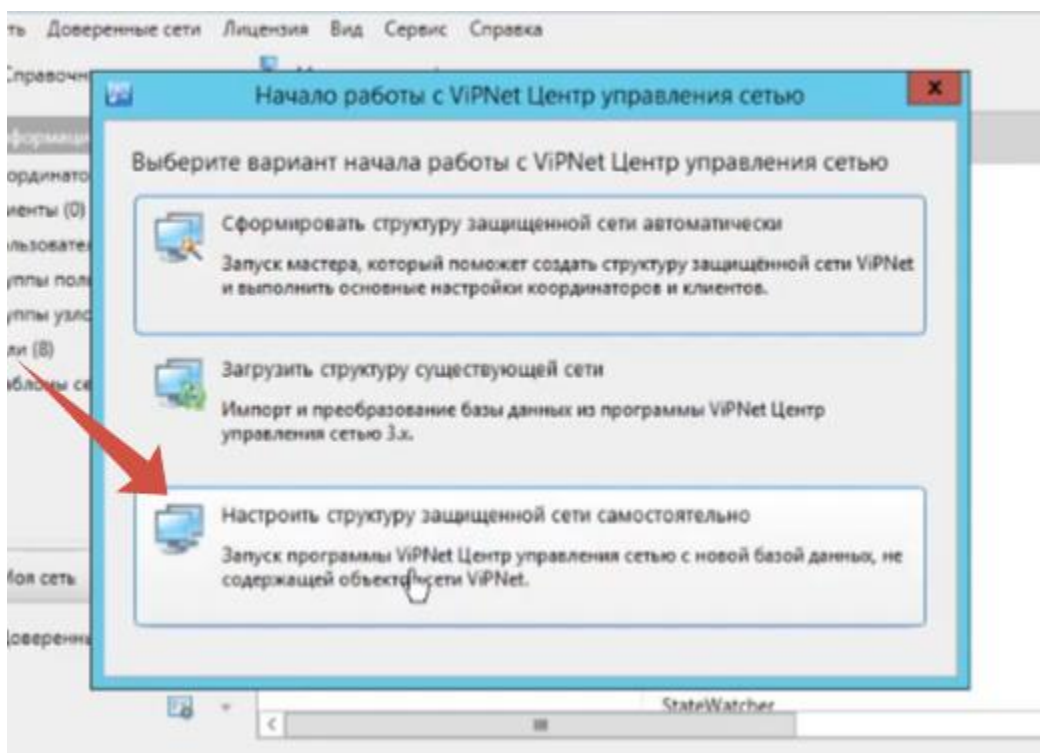 Доверенные сети Лицензия Вид Сервис Справка
Начало работы с ViPNet Центр управления сетью
x
Выберите вариант начала работы с ViPNet Центр управления сетью
Сформировать структуру защищенной сети автоматически
Запуск мастера, который поможет создать структуру защищённой сети ViPNet
и выполнить основные настройки координаторов и клиентов.
Загрузить структуру существующей сети
Импорт и преобразование базы данных из программы ViPNet Центр
управления сетью 3.x.
Настроить структуру защищенной сети самостоятельно
Запуск программы ViPNet Центр управления сетью с новой базой данных, не
содержащей сети ViPNet.
(0)
(8)
сеть
StateWatcher